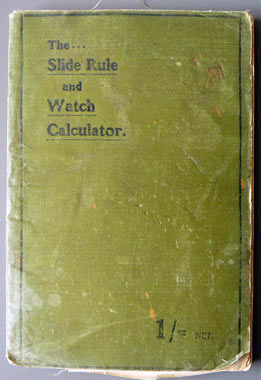 The...
Slide Rule
and
Watch
Calculator.
1/= NET.